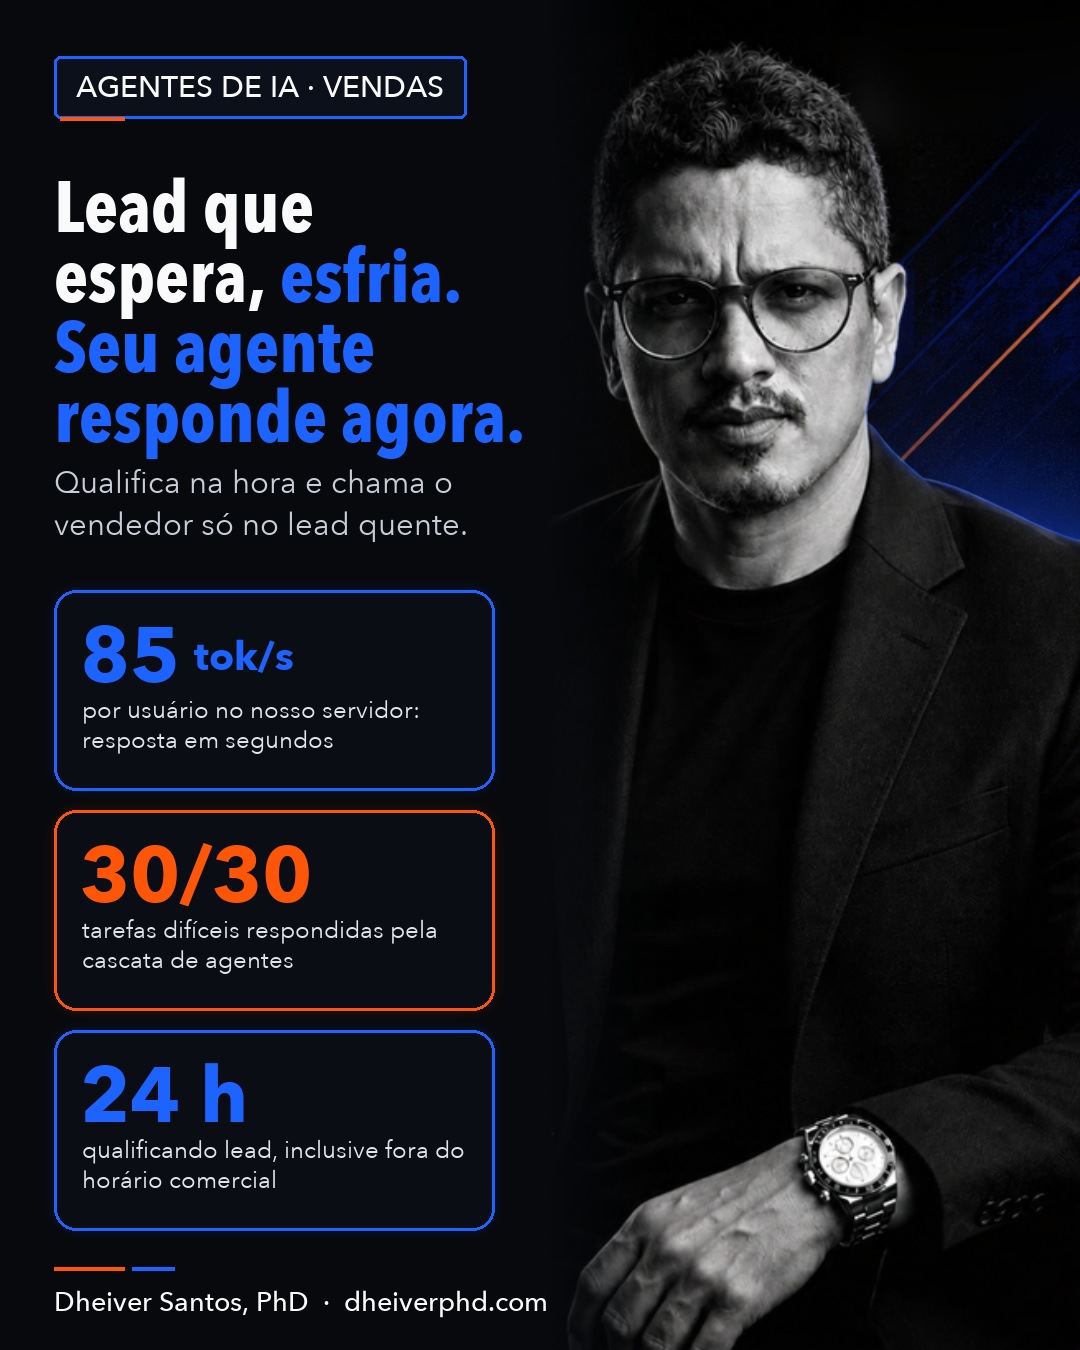 AGENTES DE IA · VENDAS
Lead que
espera, esfria.
Seu agente
responde agora.
Qualifica na hora e chama o
vendedor só no lead quente.
85 tok/s
por usuário no nosso servidor:
resposta em segundos
30/30
tarefas difíceis respondidas pela
cascata de agentes
24 h
qualificando lead, inclusive fora do
horário comercial
Dheiver Santos, PhD · dheiverphd.com